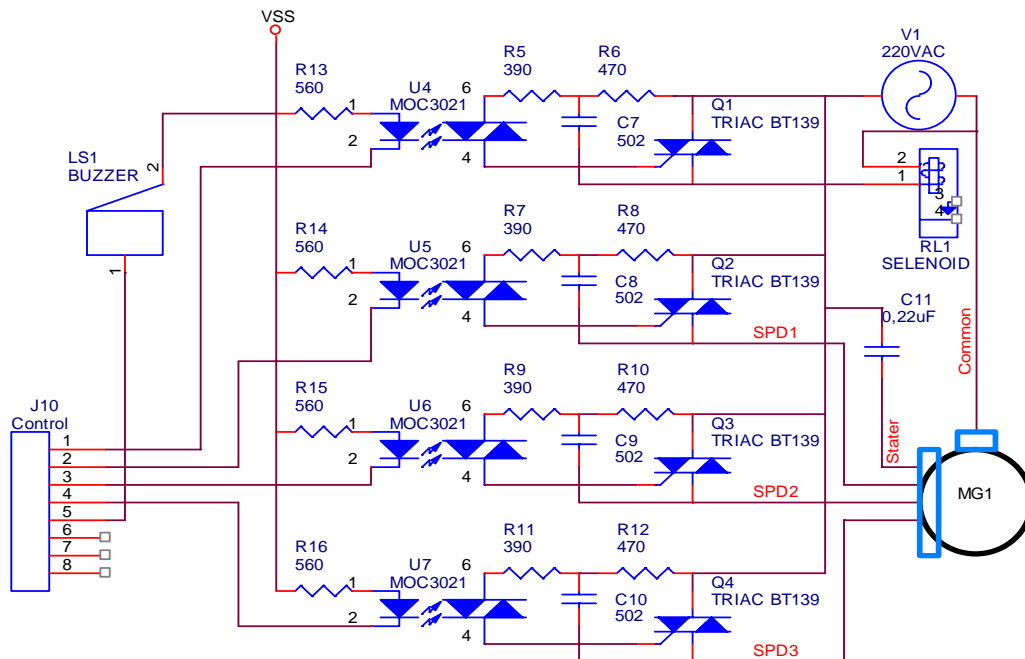 VSS
V1
220VAC
R13
560
1
2
U4
MOC3021
6
4
R5
390
R6
470
C7
502
Q1
TRIAC BT139
2
1
3
4
RL1
SELENOID
LS1
BUZZER
2
1
R14
560
1
2
U5
MOC3021
6
4
R7
390
R8
470
C8
502
Q2
TRIAC BT139
SPD1
C11
0,22uF
Common
Stater
R15
560
1
2
U6
MOC3021
6
4
R9
390
R10
470
C9
502
Q3
TRIAC BT139
SPD2
MG1
J10
Control
1
2
3
4
5
6
7
8
R16
560
1
2
U7
MOC3021
6
4
R11
390
R12
470
C10
502
Q4
TRIAC BT139
SPD3